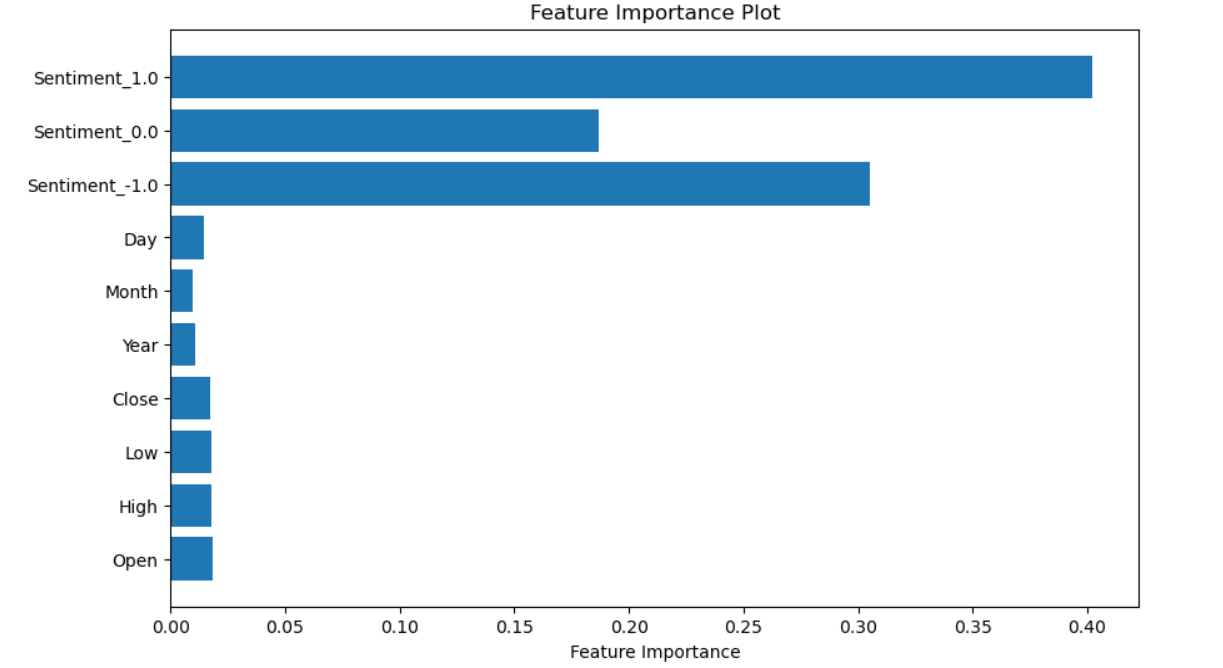 Feature Importance Plot
Sentiment_1.0
Sentiment_0.0
Sentiment_-1.0
Day
Month
Year
Close
Low
High
Open
0.00 0.05 0.10 0.15 0.20 0.25 0.30 0.35 0.40
Feature Importance